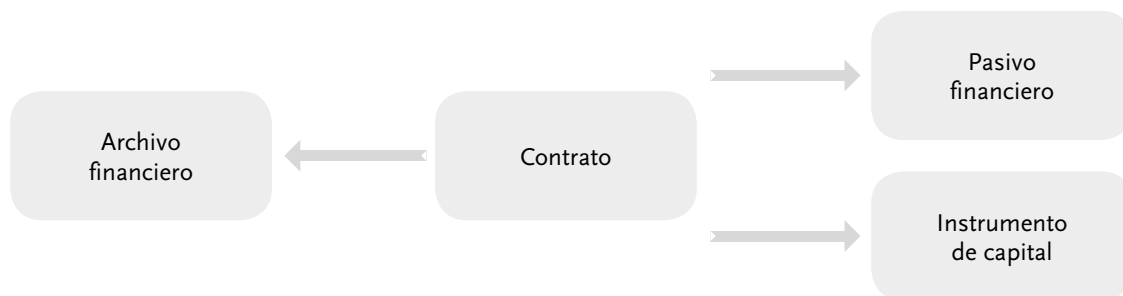 Archivo
financiero
Contrato
Pasivo
financiero
Instrumento
de capital